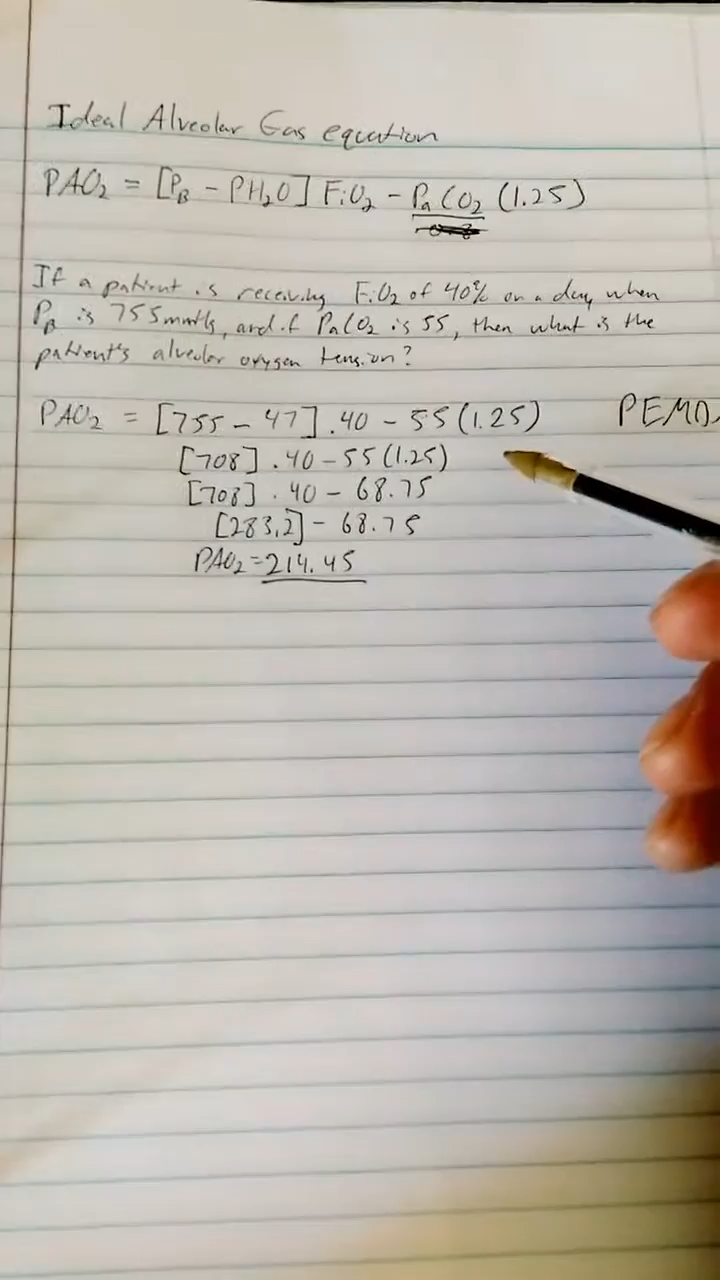 Ideal Alveolar Gas equation
PAO₂ = [P_B - PH₂O] FiO₂ - PaCO₂ (1.25)
If a patient is receiving FiO₂ of 40% on a day when
P_B is 755mmHg, and if PaCO₂ is 55, then what is the
patient's alveolar oxygen tension?
PAO₂ = [755 - 47] .40 - 55 (1.25) PEMD
[708] .40 - 55 (1.25)
[708] .40 - 68.75
[283.2] - 68.75
PAO₂ = 214.45